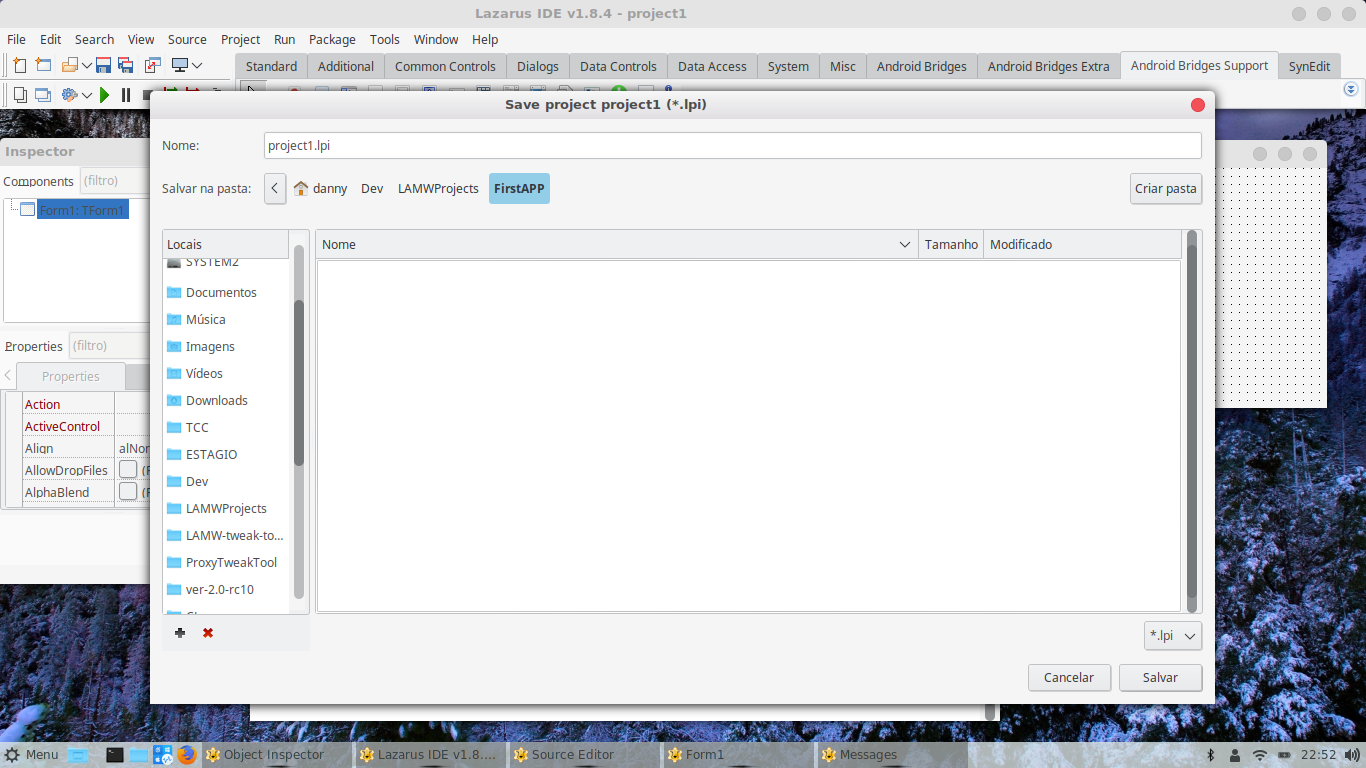 Lazarus IDE v1.8.4 - project1
File Edit Search View Source Project Run Package Tools Window Help
Standard Additional Common Controls Dialogs Data Controls Data Access System Misc Android Bridges Android Bridges Extra Android Bridges Support SynEdit
Save project project1 (*.lpi)
Nome: project1.lpi
Salvar na pasta: danny Dev LAMWProjects FirstAPP Criar pasta
Inspector
Components (filtro)
Form1: TForm1
Properties (filtro)
Properties
Action
ActiveControl
Align alNor
AllowDropFiles (F
AlphaBlend (F
Locais
SYSTEM2
Documentos
Música
Imagens
Vídeos
Downloads
TCC
ESTAGIO
Dev
LAMWProjects
LAMW-tweak-to...
ProxyTweakTool
ver-2.0-rc10
Nome Tamanho Modificado
*.lpi
Cancelar Salvar
Menu Object Inspector Lazarus IDE v1.8.... Source Editor Form1 Messages 22:52